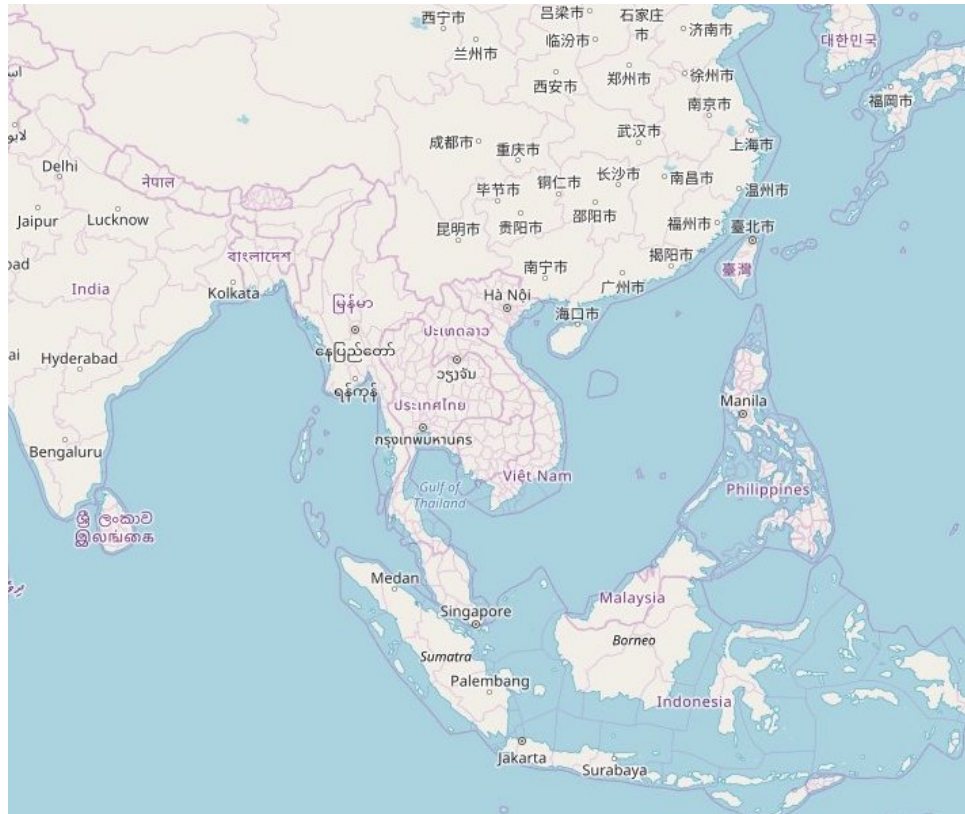 西宁市
吕梁市
石家庄
市
济南市
兰州市
临汾市
대한민국
西安市
郑州市
徐州市
福岡市
南京市
武汉市
成都市
重庆市
上海市
Delhi
नेपाल
长沙市
南昌市
毕节市
铜仁市
温州市
Jaipur
Lucknow
邵阳市
昆明市
贵阳市
福州市
臺北市
বাংলাদেশ
揭阳市
臺灣
南宁市
广州市
India
Kolkata
Hà Nội
မြန်မာ
海口市
ປະເທດລາວ
Hyderabad
နေပြည်တော်
ວຽງຈັນ
ရန်ကုန်
ประเทศไทย
Manila
กรุงเทพมหานคร
Bengaluru
Việt Nam
Gulf of
Thailand
Philippines
ශ්‍රී ලංකාව
இலங்கை
Medan
Malaysia
Singapore
Borneo
Sumatra
Palembang
Indonesia
Jakarta
Surabaya